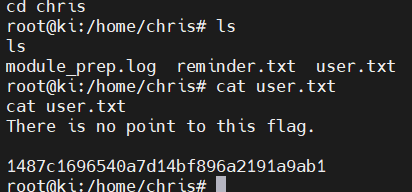 cd chris
root@ki:/home/chris# ls
ls
module_prep.log  reminder.txt  user.txt
root@ki:/home/chris# cat user.txt
cat user.txt
There is no point to this flag.

1487c1696540a7d14bf896a2191a9ab1
root@ki:/home/chris#